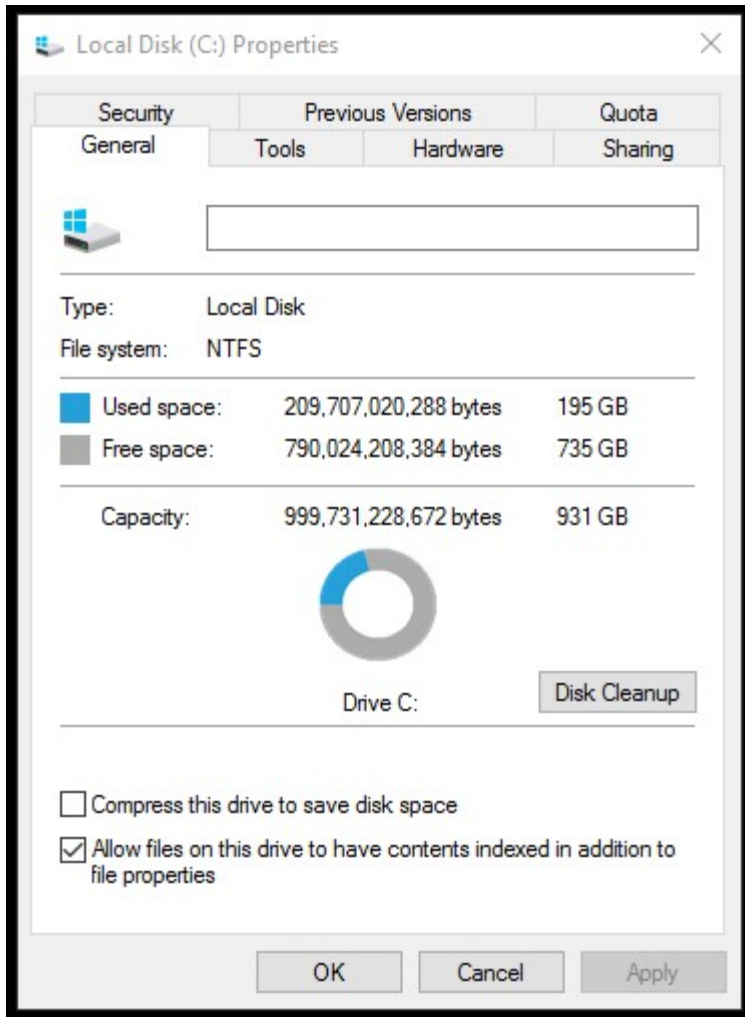 Local Disk (C:) Properties
Security Previous Versions Quota
General Tools Hardware Sharing
Type: Local Disk
File system: NTFS
Used space: 209,707,020,288 bytes 195 GB
Free space: 790,024,208,384 bytes 735 GB
Capacity: 999,731,228,672 bytes 931 GB
Drive C:
Disk Cleanup
Compress this drive to save disk space
Allow files on this drive to have contents indexed in addition to
file properties
OK Cancel Apply